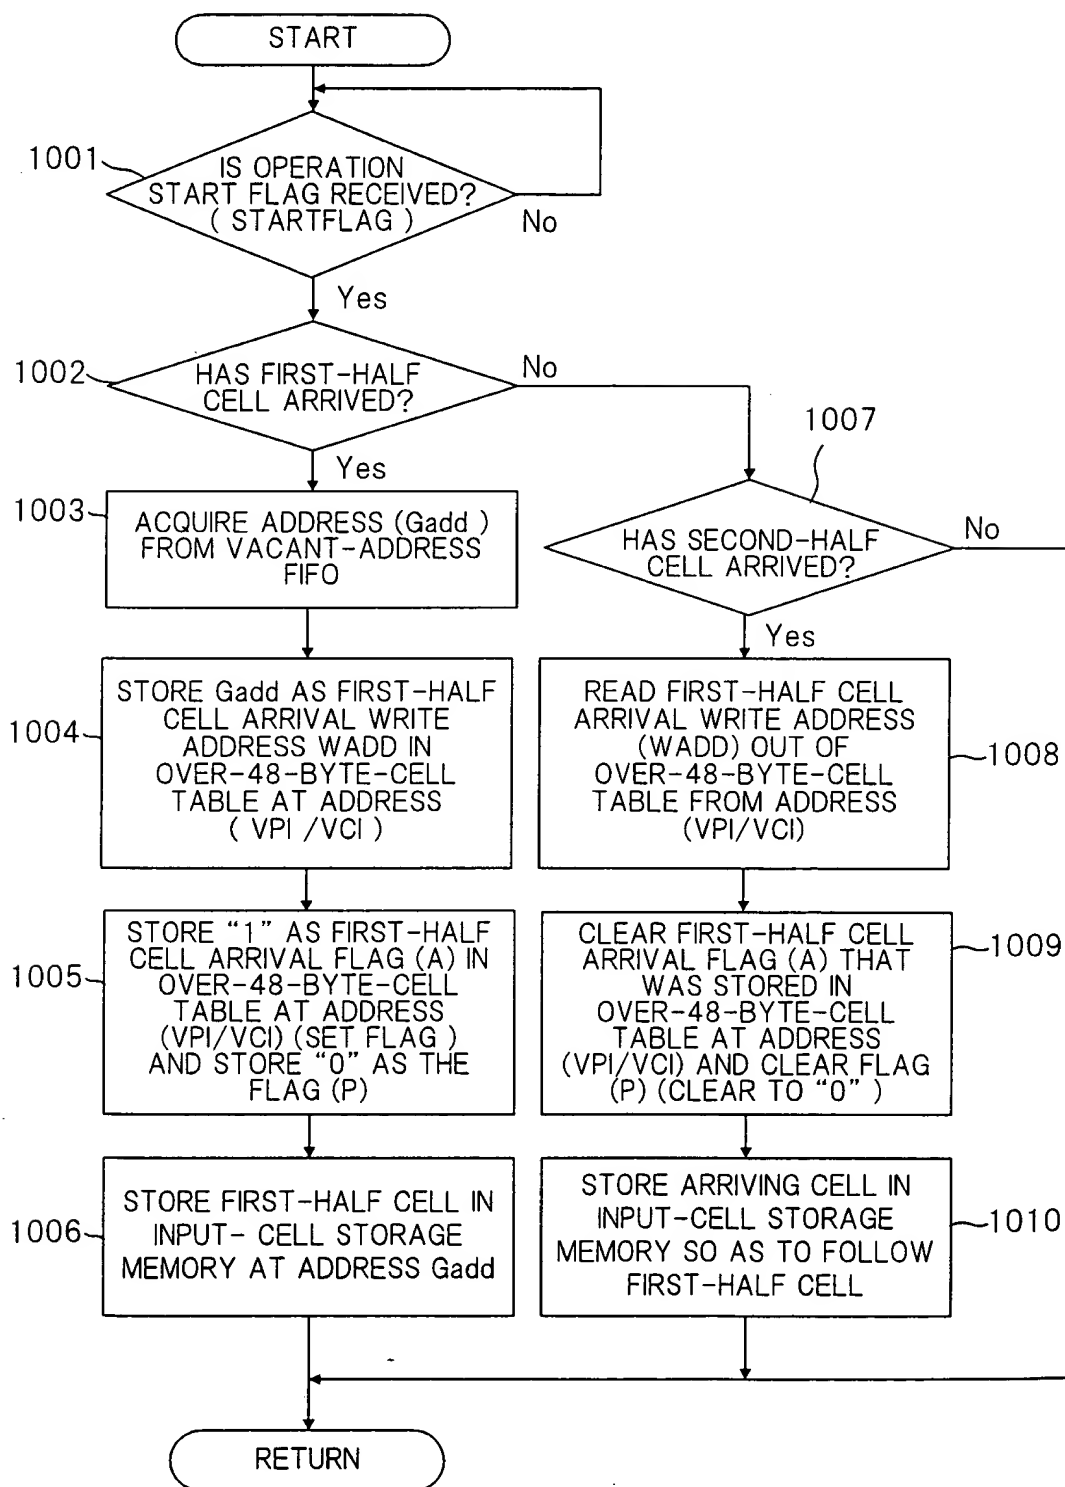 START
1001
IS OPERATION
START FLAG RECEIVED?
( STARTFLAG )
No
Yes
1002
HAS FIRST-HALF
CELL ARRIVED?
No
Yes
1003
ACQUIRE ADDRESS (Gadd )
FROM VACANT-ADDRESS
FIFO
1004
STORE Gadd AS FIRST-HALF
CELL ARRIVAL WRITE
ADDRESS WADD IN
OVER-48-BYTE-CELL
TABLE AT ADDRESS
( VPI /VCI )
1005
STORE “1” AS FIRST-HALF
CELL ARRIVAL FLAG (A) IN
OVER-48-BYTE-CELL
TABLE AT ADDRESS
(VPI/VCI) (SET FLAG )
AND STORE “0” AS THE
FLAG (P)
1006
STORE FIRST-HALF CELL IN
INPUT- CELL STORAGE
MEMORY AT ADDRESS Gadd
1007
HAS SECOND-HALF
CELL ARRIVED?
No
Yes
READ FIRST-HALF CELL
ARRIVAL WRITE ADDRESS
(WADD) OUT OF
OVER-48-BYTE-CELL
TABLE FROM ADDRESS
(VPI/VCI)
1008
CLEAR FIRST-HALF CELL
ARRIVAL FLAG (A) THAT
WAS STORED IN
OVER-48-BYTE-CELL
TABLE AT ADDRESS
(VPI/VCI) AND CLEAR FLAG
(P) (CLEAR TO “0” )
1009
STORE ARRIVING CELL IN
INPUT-CELL STORAGE
MEMORY SO AS TO FOLLOW
FIRST-HALF CELL
1010
RETURN